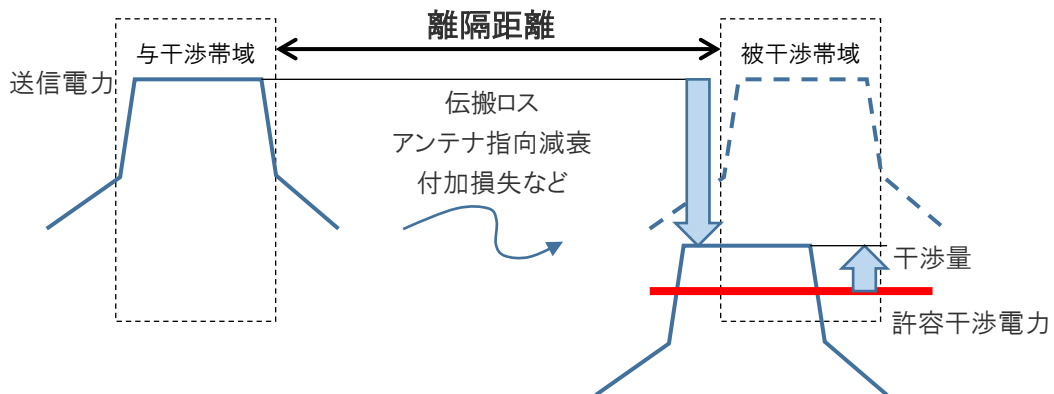 離隔距離
与干渉帯域
被干渉帯域
送信電力
伝搬ロス
アンテナ指向減衰
付加損失など
干渉量
許容干渉電力